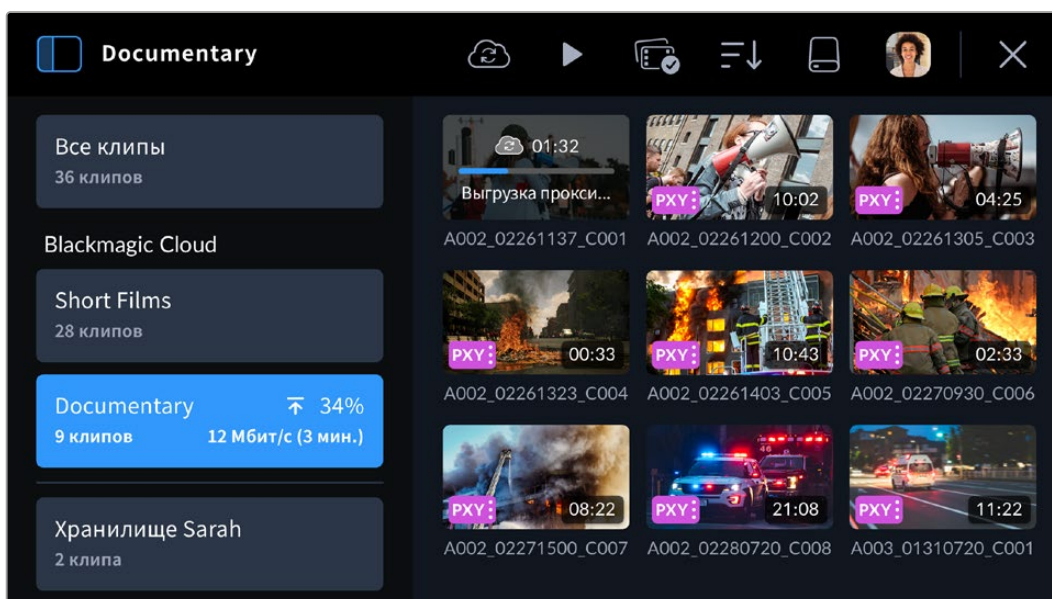 Documentary
Все клипы
36 клипов
Blackmagic Cloud
Short Films
28 клипов
Documentary 34%
9 клипов 12 Мбит/с (3 мин.)
Хранилище Sarah
2 клипа
01:32
Выгрузка прокси...
PXY 10:02
PXY 04:25
A002_02261137_C001 A002_02261200_C002 A002_02261305_C003
PXY 00:33
PXY 10:43
PXY 02:33
A002_02261323_C004 A002_02261403_C005 A002_02270930_C006
PXY 08:22
PXY 21:08
PXY 11:22
A002_02271500_C007 A002_02280720_C008 A003_01310720_C001